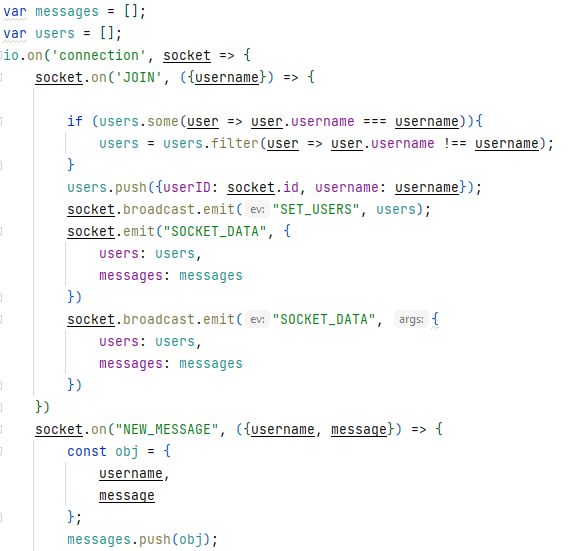 var messages = [];
var users = [];
io.on('connection', socket => {
    socket.on('JOIN', ({username}) => {

        if (users.some(user => user.username === username)){
            users = users.filter(user => user.username !== username);
        }
        users.push({userID: socket.id, username: username});
        socket.broadcast.emit( ev: "SET_USERS", users);
        socket.emit("SOCKET_DATA", {
            users: users,
            messages: messages
        })
        socket.broadcast.emit( ev: "SOCKET_DATA", args: {
            users: users,
            messages: messages
        })
    })
    socket.on("NEW_MESSAGE", ({username, message}) => {
        const obj = {
            username,
            message
        };
        messages.push(obj);